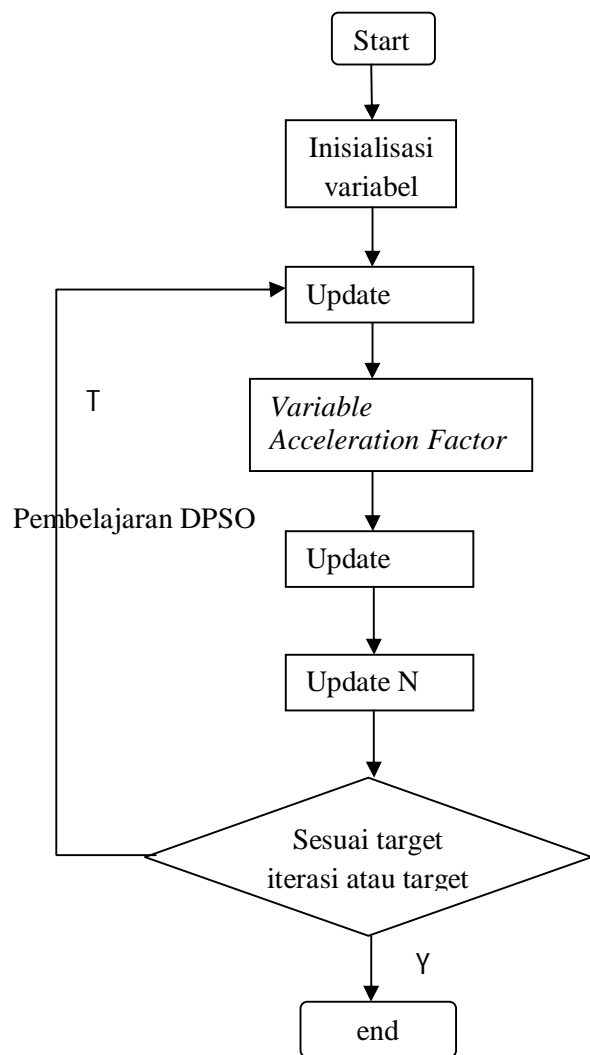 Start
Inisialisasi
variabel
Update
T
Variable
Acceleration Factor
Pembelajaran DPSO
Update
Update N
Sesuai target
iterasi atau target
Y
end